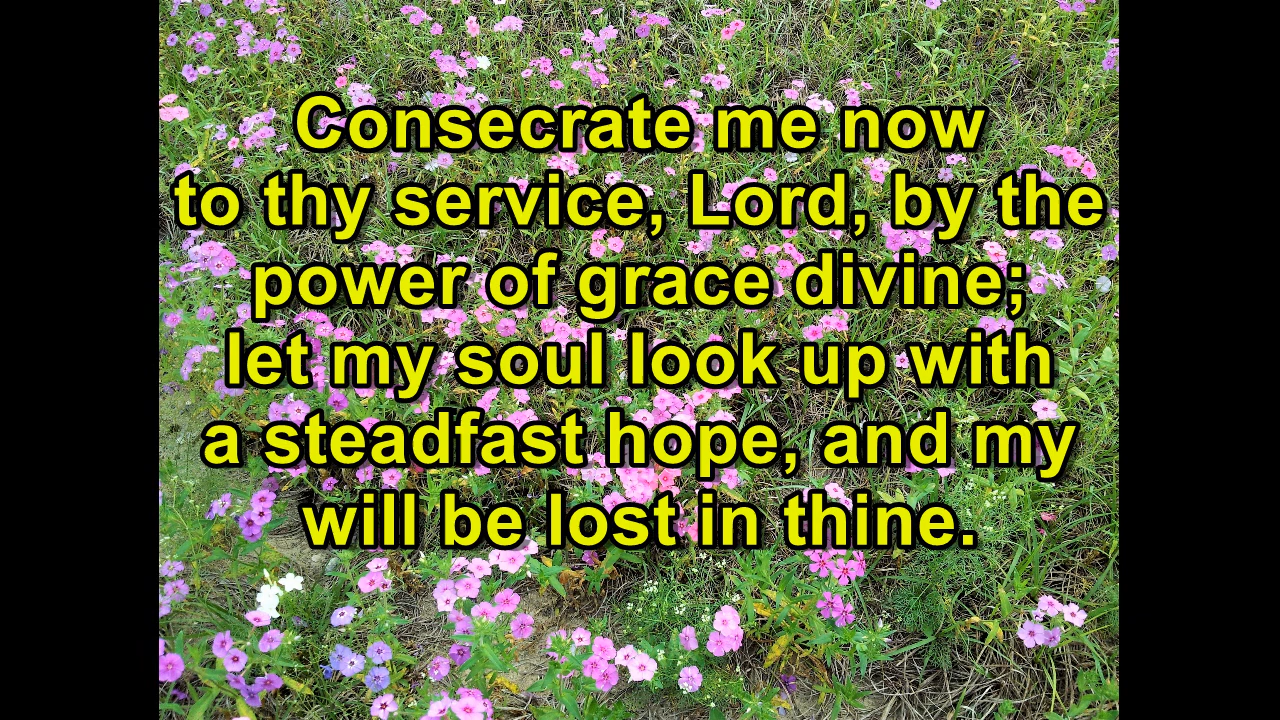 Consecrate me now
to thy service, Lord, by the
power of grace divine;
let my soul look up with
a steadfast hope, and my
will be lost in thine.